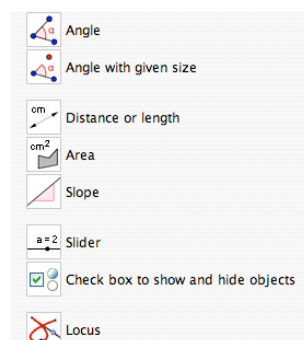 α Angle
α Angle with given size
cm Distance or length
cm² Area
Slope
a=2 Slider
Check box to show and hide objects
Locus